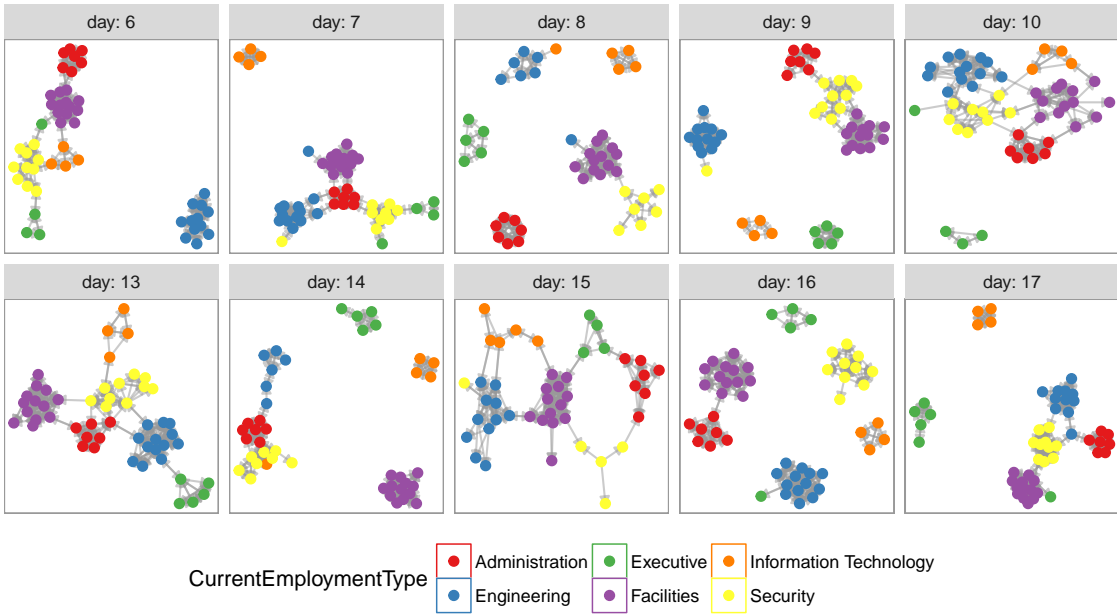 day: 6
day: 7
day: 8
day: 9
day: 10
day: 13
day: 14
day: 15
day: 16
day: 17
CurrentEmploymentType
Administration
Executive
Information Technology
Engineering
Facilities
Security